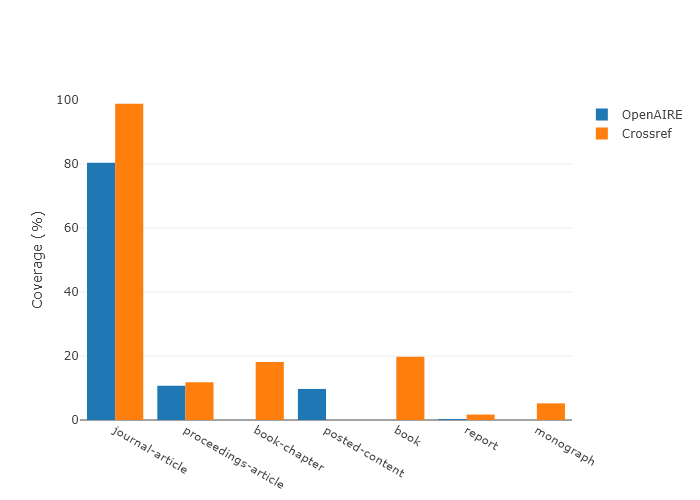 100
80
60
40
20
0
Coverage (%)
journal-article
proceedings-article
book-chapter
posted-content
book
report
monograph
OpenAIRE
Crossref